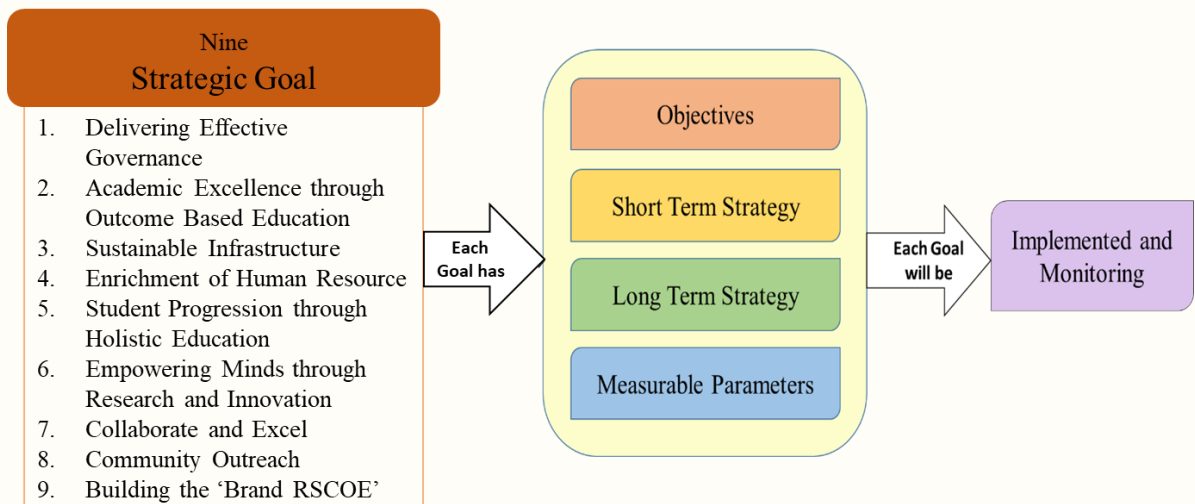 Nine
Strategic Goal
1. Delivering Effective
Governance
2. Academic Excellence through
Outcome Based Education
3. Sustainable Infrastructure
4. Enrichment of Human Resource
5. Student Progression through
Holistic Education
6. Empowering Minds through
Research and Innovation
7. Collaborate and Excel
8. Community Outreach
9. Building the ‘Brand RSCOE’
Each
Goal has
Objectives
Short Term Strategy
Long Term Strategy
Measurable Parameters
Each Goal
will be
Implemented and
Monitoring